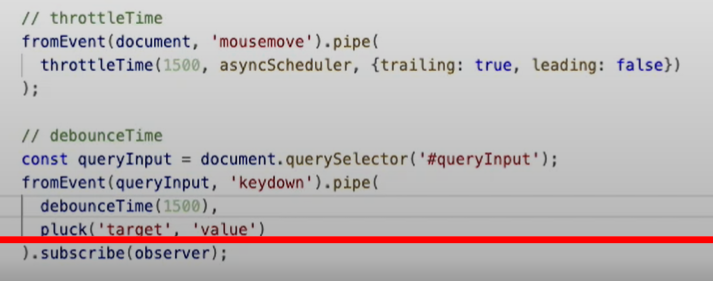 // throttleTime
fromEvent(document, 'mousemove').pipe(
throttleTime(1500, asyncScheduler, {trailing: true, leading: false})
);
// debounceTime
const queryInput = document.querySelector('#queryInput');
fromEvent(queryInput, 'keydown').pipe(
debounceTime(1500),
pluck('target', 'value')
).subscribe(observer);